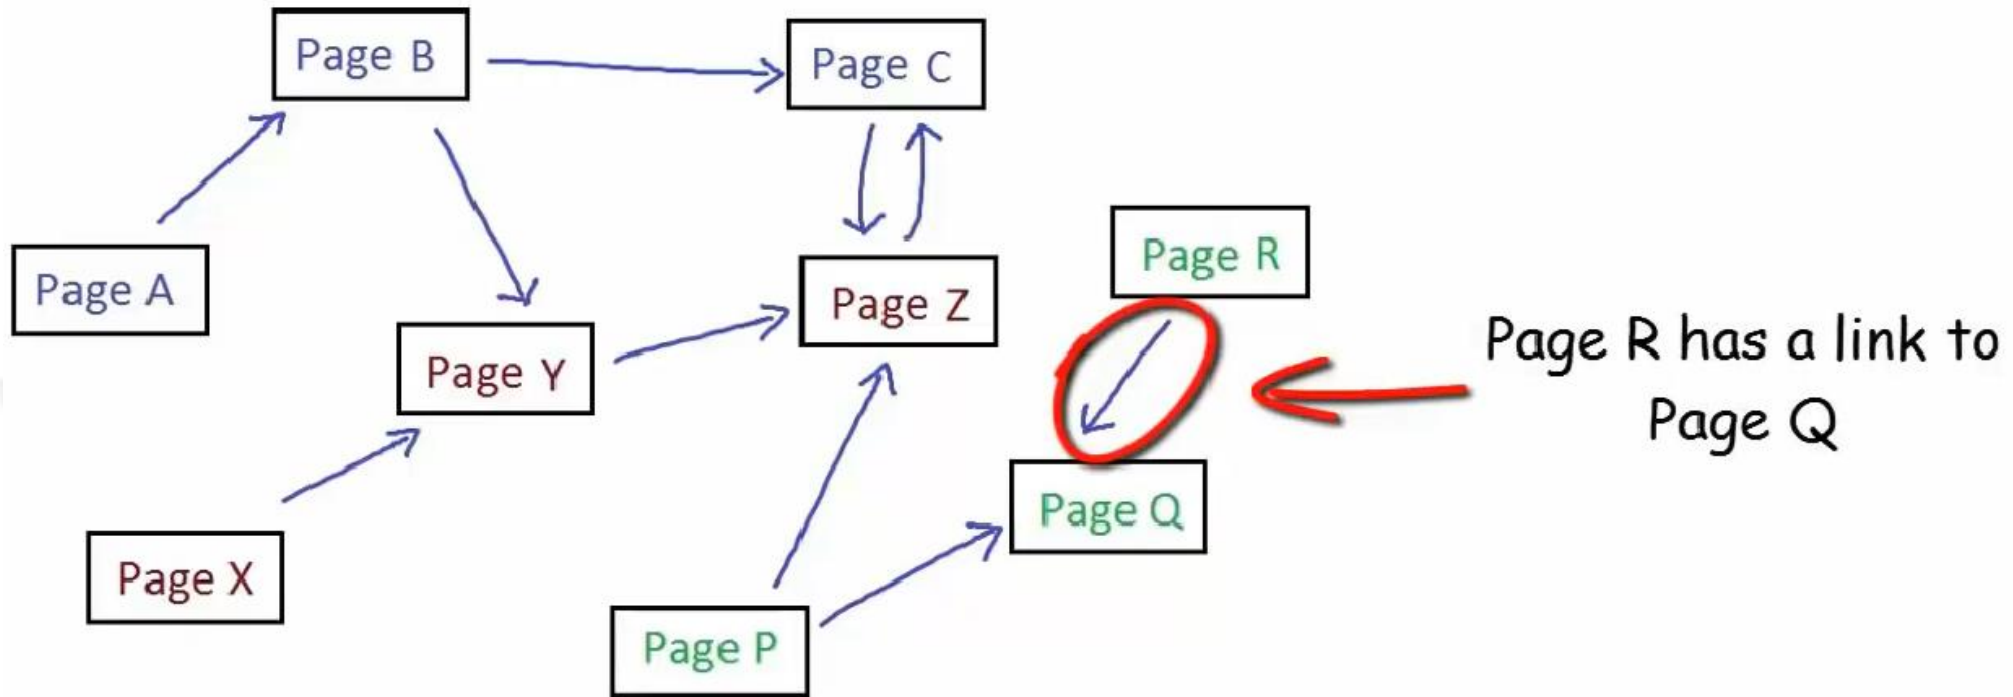 Page B
Page C
Page R
Page A
Page Z
Page R has a link to
Page Q
Page Y
Page Q
Page X
Page P